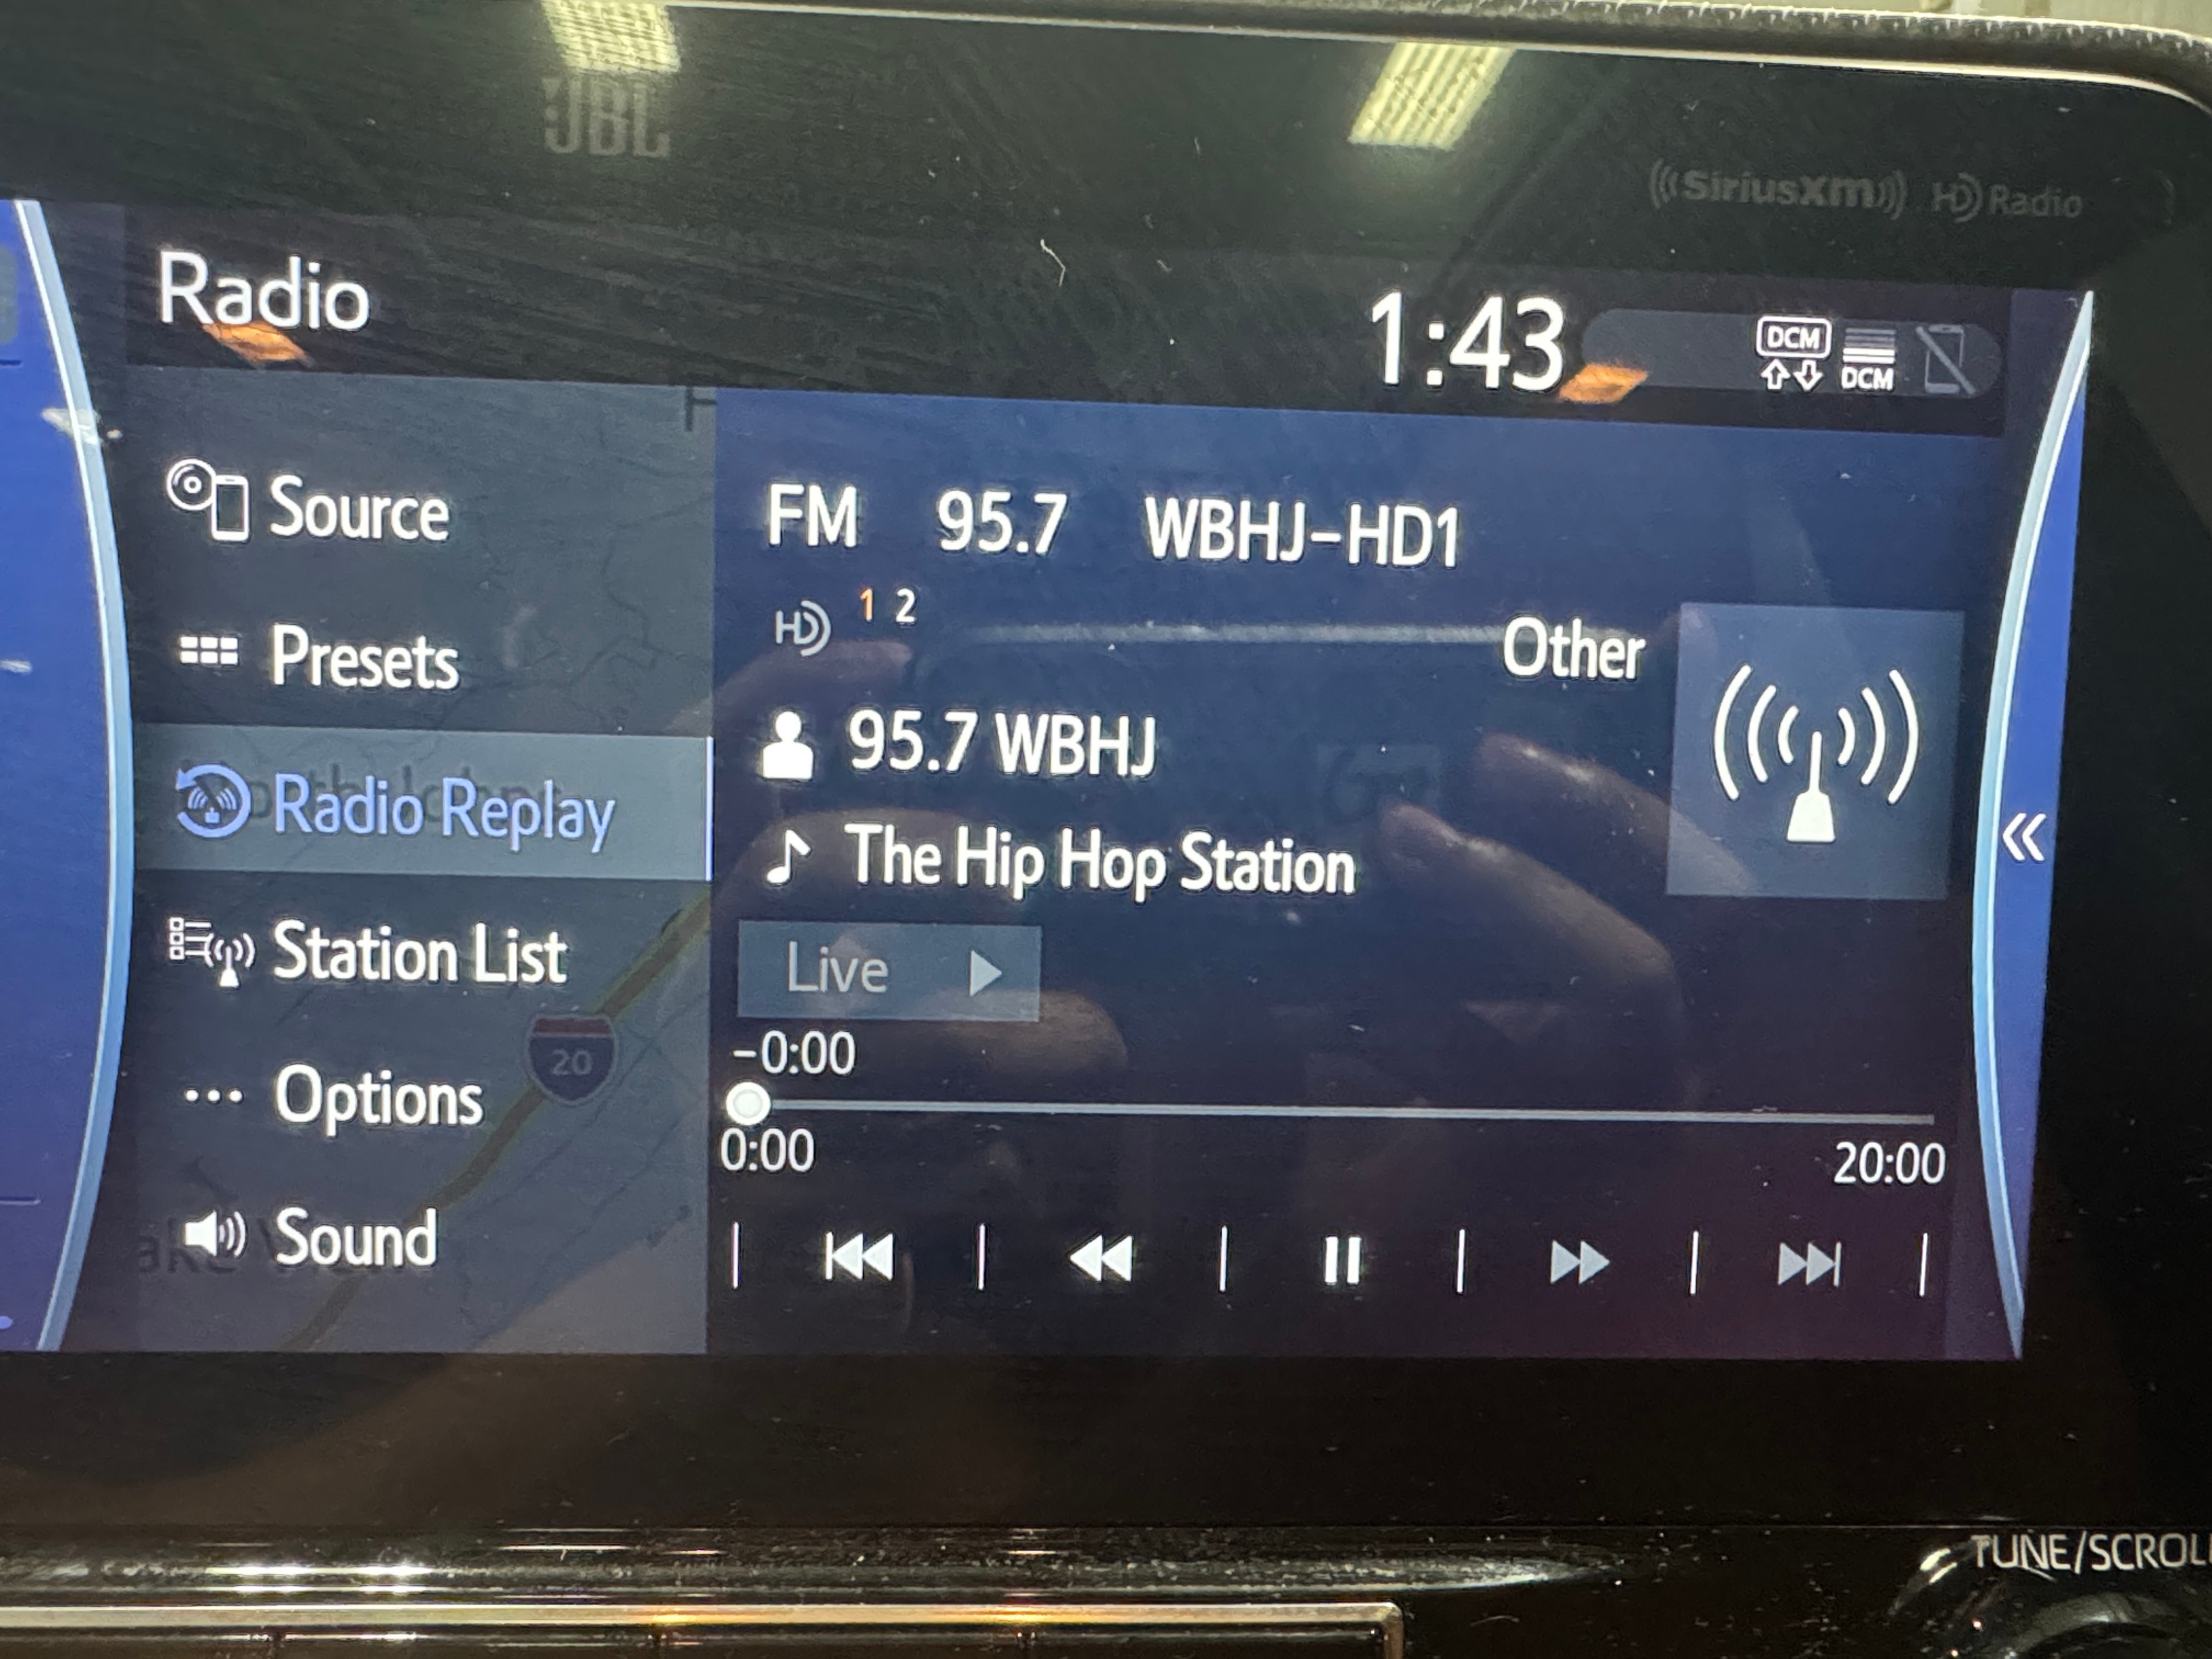 JBL
SiriusXM HD Radio
Radio 1:43 DCM DCM
Source
Presets
Radio Replay
Station List
Options
Sound
20
FM 95.7 WBHJ-HD1
HD 1 2
Other
95.7 WBHJ
The Hip Hop Station
Live
-0:00
0:00 20:00
TUNE/SCROLL